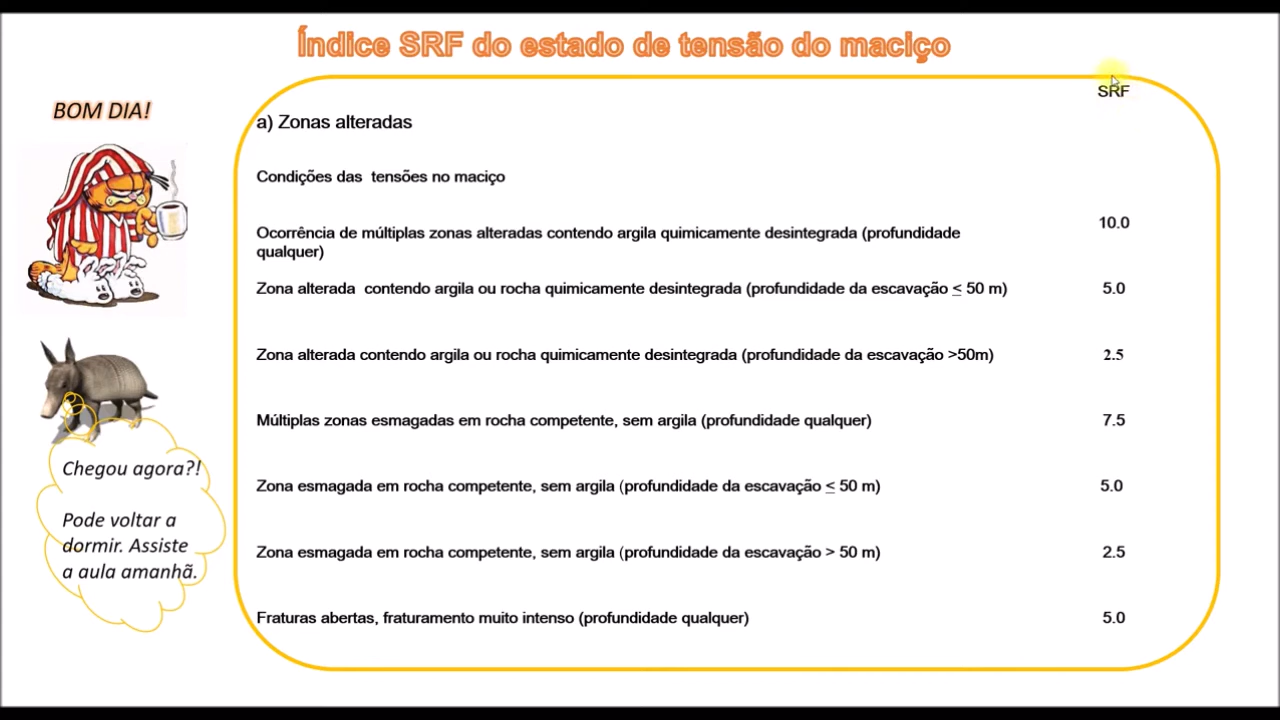 Índice SRF do estado de tensão do maciço
SRF
BOM DIA!
a) Zonas alteradas
Condições das tensões no maciço
Ocorrência de múltiplas zonas alteradas contendo argila quimicamente desintegrada (profundidade
qualquer)
10.0
Zona alterada contendo argila ou rocha quimicamente desintegrada (profundidade da escavação ≤ 50 m)
5.0
Zona alterada contendo argila ou rocha quimicamente desintegrada (profundidade da escavação >50m)
2.5
Múltiplas zonas esmagadas em rocha competente, sem argila (profundidade qualquer)
7.5
Zona esmagada em rocha competente, sem argila (profundidade da escavação ≤ 50 m)
5.0
Zona esmagada em rocha competente, sem argila (profundidade da escavação > 50 m)
2.5
Fraturas abertas, fraturamento muito intenso (profundidade qualquer)
5.0
Chegou agora?!
Pode voltar a
dormir. Assiste
a aula amanhã.